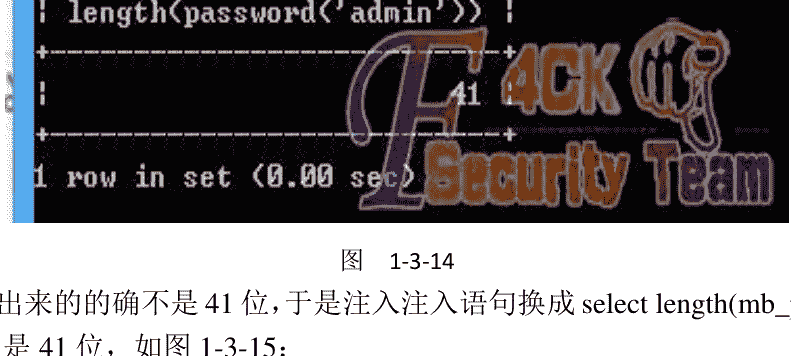 ¦ length(password('admin')) ¦
+---------------------------+
¦ 41 ¦
+---------------------------+
1 row in set (0.00 sec)
F4CK
Security Team
图 1-3-14
出来的的确不是 41 位，于是注入注入语句换成 select length(mb_
是 41 位，如图 1-3-15：